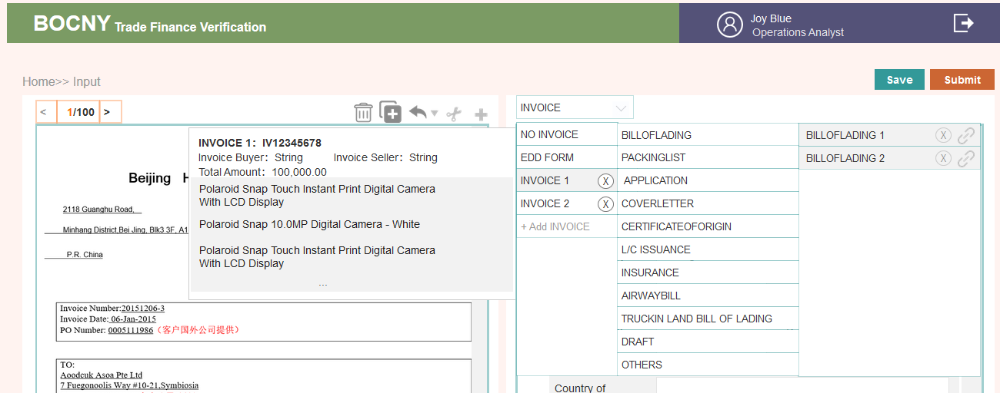 BOCNY Trade Finance Verification
Joy Blue
Operations Analyst
Home>> Input
Save
Submit
< 1/100 >
INVOICE
INVOICE 1: IV12345678
Invoice Buyer: String Invoice Seller: String
Total Amount: 100,000.00
Polaroid Snap Touch Instant Print Digital Camera
With LCD Display
Polaroid Snap 10.0MP Digital Camera - White
Polaroid Snap Touch Instant Print Digital Camera
With LCD Display
...
Beijing
2118 Guanghu Road,
Minhang District,Bei Jing, Blk3 3F,
P.R. China
Invoice Number:20151206-3
Invoice Date: 06-Jan-2015
PO Number: 0005111986（客户国外公司提供）
TO:
Aoodcuk Asoa Pte Ltd
7 Fuegonoolis Way #10-21,Symbiosia
NO INVOICE
EDD FORM
INVOICE 1 X
INVOICE 2 X
+ Add INVOICE
BILLOFLADING
PACKINGLIST
APPLICATION
COVERLETTER
CERTIFICATEOFORIGIN
L/C ISSUANCE
INSURANCE
AIRWAYBILL
TRUCKIN LAND BILL OF LADING
DRAFT
OTHERS
BILLOFLADING 1 X
BILLOFLADING 2 X
Country of